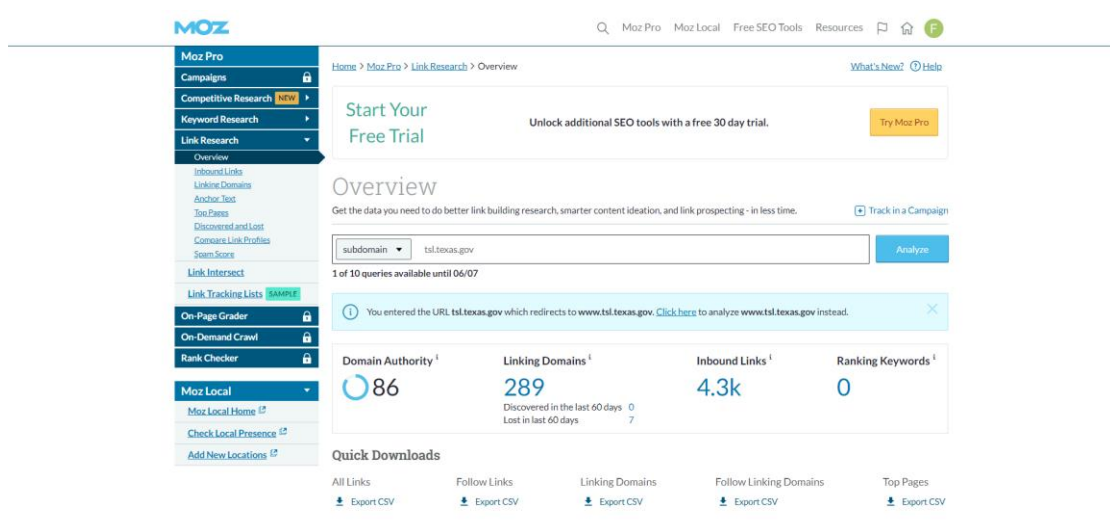 MOZ
Moz Pro Moz Local Free SEO Tools Resources F
Moz Pro
Campaigns
Competitive Research NEW
Keyword Research
Link Research
Overview
Inbound Links
Linking Domains
Anchor Text
Top Pages
Discovered and Lost
Compare Link Profiles
Spam Score
Link Intersect
Link Tracking Lists SAMPLE
On-Page Grader
On-Demand Crawl
Rank Checker
Moz Local
Moz Local Home
Check Local Presence
Add New Locations
Home > Moz Pro > Link Research > Overview
What's New? ? Help
Start Your
Free Trial
Unlock additional SEO tools with a free 30 day trial.
Try Moz Pro
Overview
Get the data you need to do better link building research, smarter content ideation, and link prospecting - in less time.
Track in a Campaign
subdomain tsl.texas.gov
Analyze
1 of 10 queries available until 06/07
You entered the URL tsl.texas.gov which redirects to www.tsl.texas.gov. Click here to analyze www.tsl.texas.gov instead.
Domain Authority i Linking Domains i Inbound Links i Ranking Keywords i
86 289 4.3k 0
Discovered in the last 60 days 0
Lost in last 60 days 7
Quick Downloads
All Links Follow Links Linking Domains Follow Linking Domains Top Pages
Export CSV Export CSV Export CSV Export CSV Export CSV